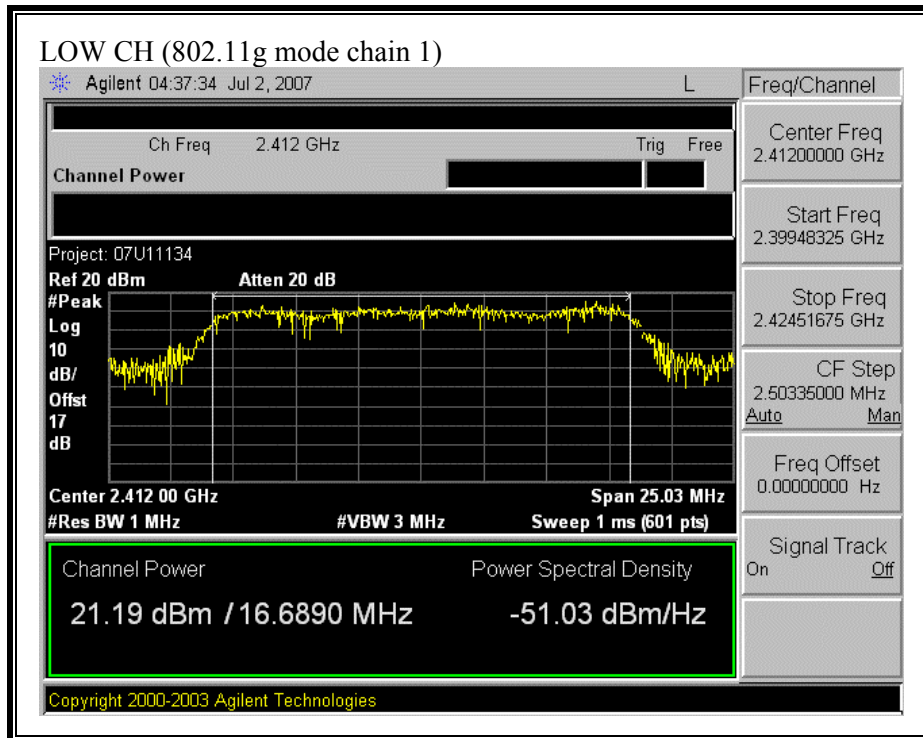 LOW CH (802.11g mode chain 1)
Agilent 04:37:34 Jul 2, 2007 L
Freq/Channel
Ch Freq 2.412 GHz Trig Free
Channel Power
Center Freq
2.41200000 GHz
Start Freq
2.39948325 GHz
Stop Freq
2.42451675 GHz
CF Step
2.50335000 MHz
Auto Man
Freq Offset
0.00000000 Hz
Signal Track
On Off
Project: 07U11134
Ref 20 dBm Atten 20 dB
#Peak
Log
10
dB/
Offst
17
dB
Center 2.412 00 GHz Span 25.03 MHz
#Res BW 1 MHz #VBW 3 MHz Sweep 1 ms (601 pts)
Channel Power Power Spectral Density
21.19 dBm / 16.6890 MHz -51.03 dBm/Hz
Copyright 2000-2003 Agilent Technologies